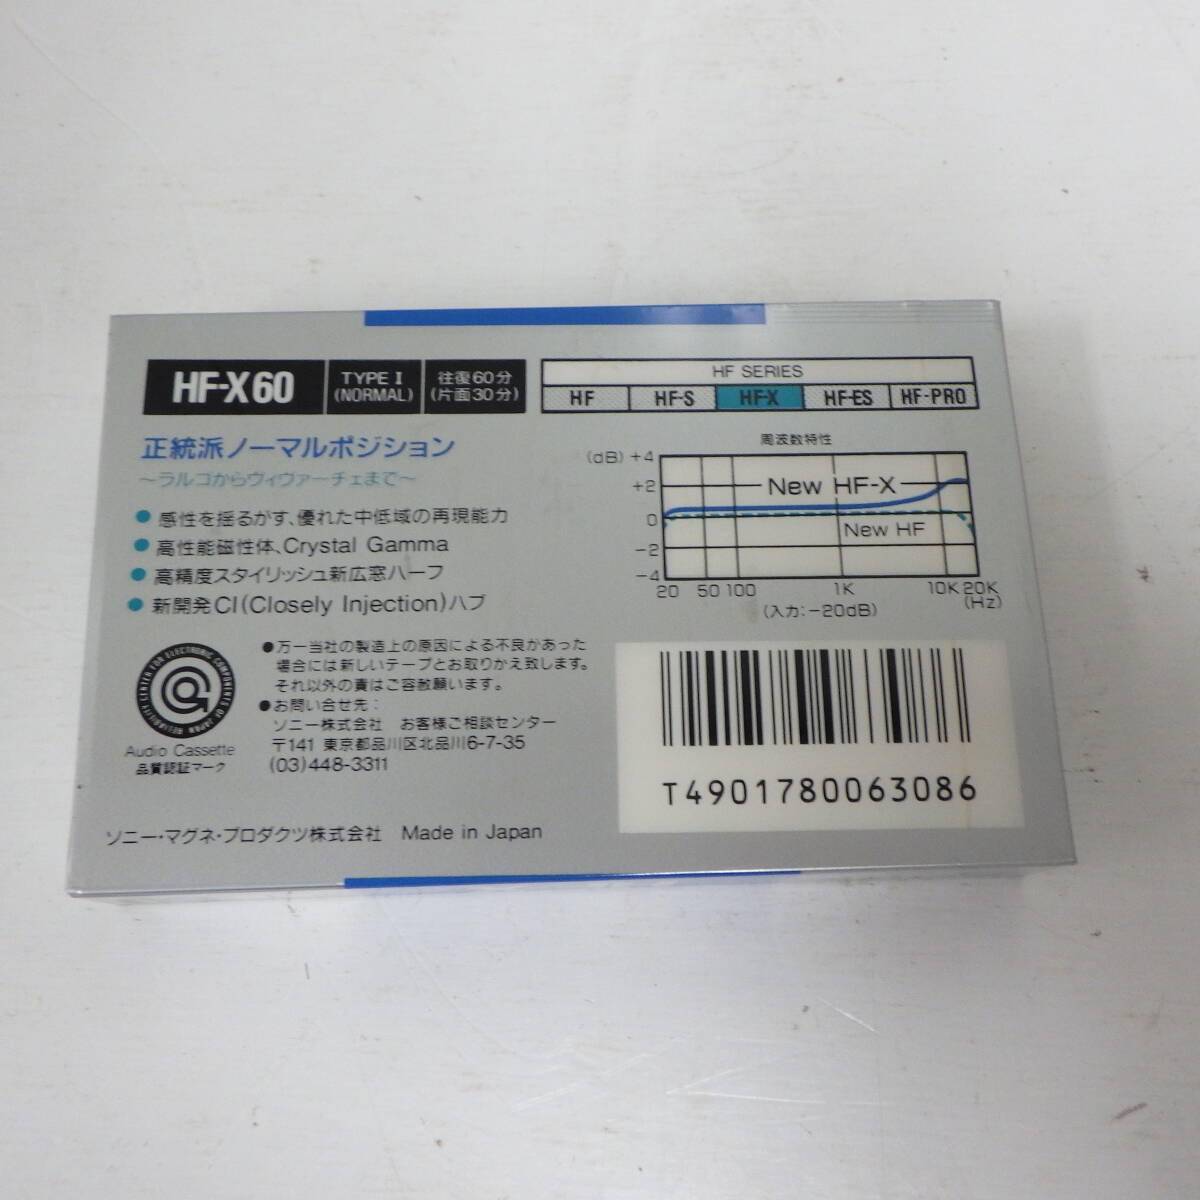 HF-X60
TYPE I
(NORMAL)
往復60分
(片面30分)
HF SERIES
HF HF-S HF-X HF-ES HF-PRO
正統派ノーマルポジション
〜ラルゴからヴィヴァーチェまで〜
● 感性を揺るがす、優れた中低域の再現能力
● 高性能磁性体、Crystal Gamma
● 高精度スタイリッシュ新広窓ハーフ
● 新開発CI(Closely Injection)ハブ
周波数特性
(dB) +4
+2
0
−2
−4
New HF-X
New HF
20 50 100 1K 10K 20K
(Hz)
(入力:−20dB)
RELIABILITY CENTER FOR ELECTRONIC COMPONENTS OF JAPAN
Audio Cassette
品質認証マーク
●万一当社の製造上の原因による不良があった
場合には新しいテープとお取りかえ致します。
それ以外の責はご容赦願います。
●お問い合せ先:
ソニー株式会社 お客様ご相談センター
〒141 東京都品川区北品川6-7-35
(03)448-3311
T4901780063086
ソニー・マグネ・プロダクツ株式会社 Made in Japan